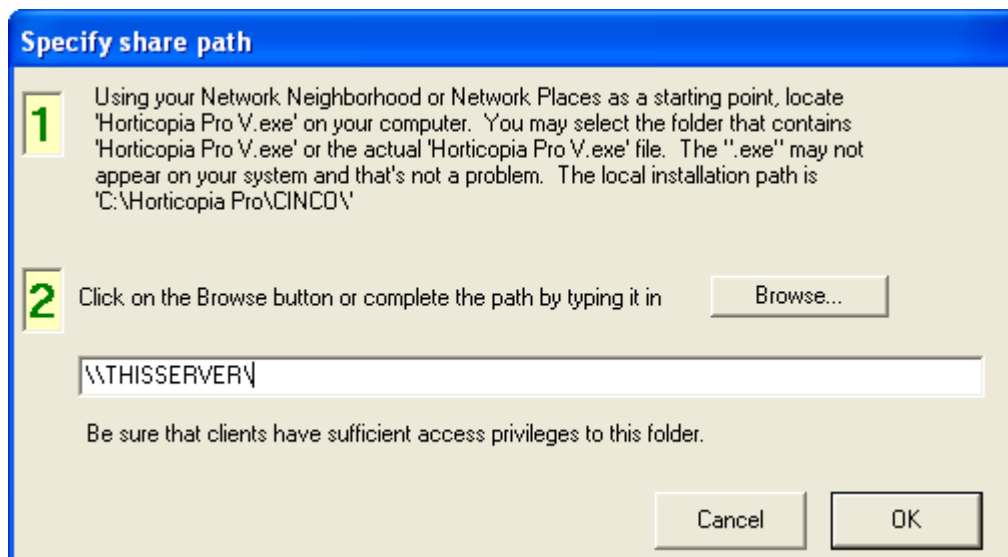 Specify share path
1
Using your Network Neighborhood or Network Places as a starting point, locate
'Horticopia Pro V.exe' on your computer.  You may select the folder that contains
'Horticopia Pro V.exe' or the actual 'Horticopia Pro V.exe' file.  The ".exe" may not
appear on your system and that's not a problem.  The local installation path is
'C:\Horticopia Pro\CINCO\'
2
Click on the Browse button or complete the path by typing it in
Browse...
\\THISSERVER\
Be sure that clients have sufficient access privileges to this folder.
Cancel
OK